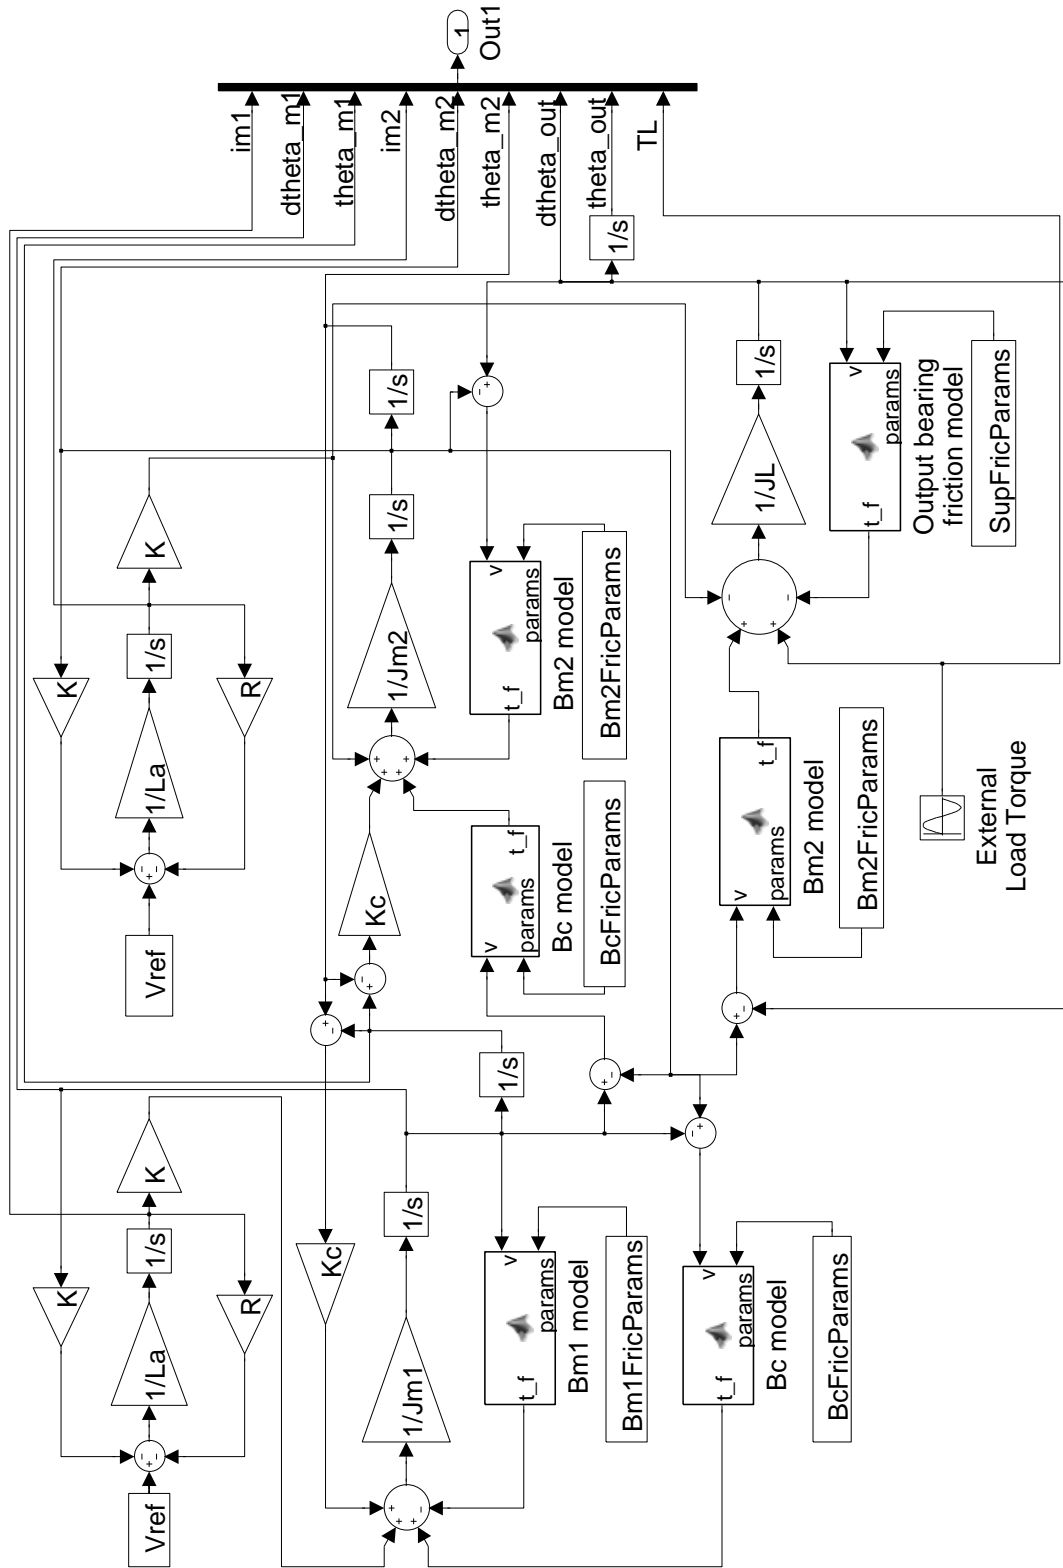 Vref
1/La
1/s
K
K
R
Vref
1/La
1/s
K
K
R
1
Out1
im1
dtheta_m1
theta_m1
im2
dtheta_m2
theta_m2
dtheta_out
theta_out
TL
Kc
1/Jm1
1/s
1/s
Kc
1/Jm2
1/s
1/s
1/s
v
params
t_f
Bm1 model
Bm1FricParams
v
params
t_f
Bc model
BcFricParams
v
params
t_f
Bc model
BcFricParams
v
params
t_f
Bm2 model
Bm2FricParams
v
params
t_f
Bm2 model
Bm2FricParams
1/JL
1/s
v
params
t_f
Output bearing
friction model
SupFricParams
External
Load Torque